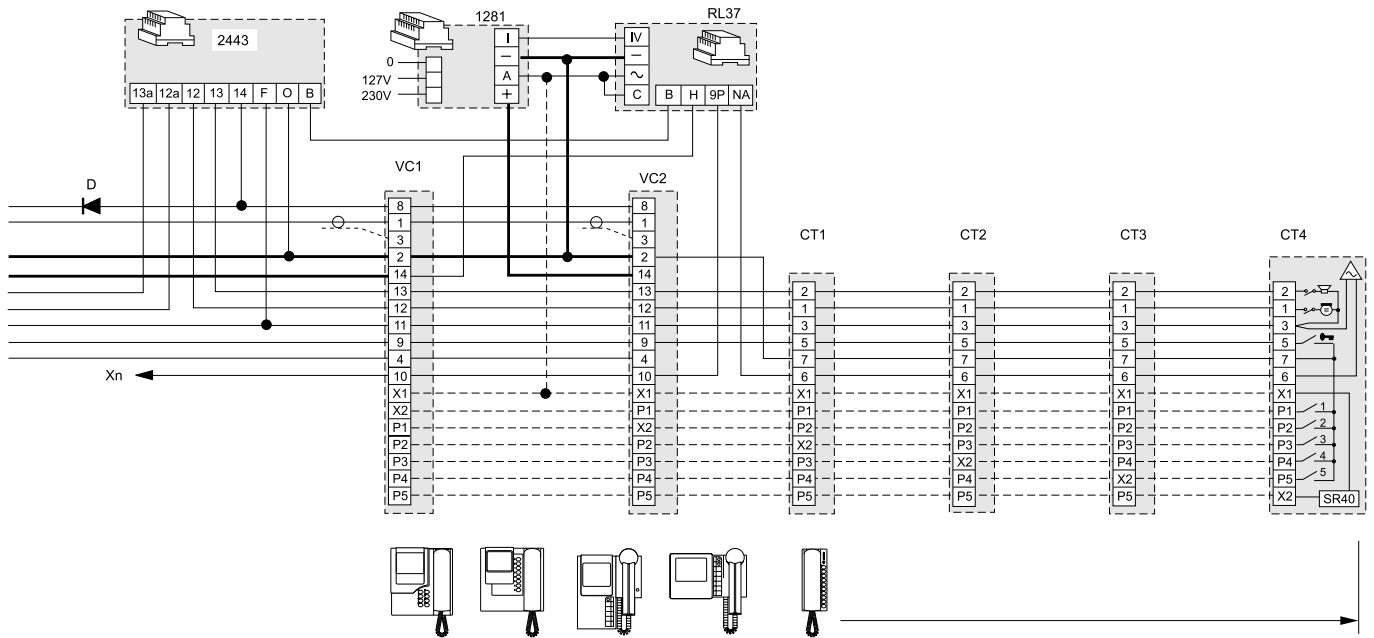 1281 RL37
2443
I IV
0 – –
127V A ~
230V + C
13a 12a 12 13 14 F O B
B H 9P NA
VC1
VC2
D
CT1 CT2 CT3 CT4
8 8
1 1
3 3
2 2
14 14
13 13 2 2 2 2
12 12 1 1 1 1
11 11 3 3 3 3
9 9 5 5 5 5
4 4 7 7 7 7
Xn 10 10 6 6 6 6
X1 X1 X1 X1 X1 X1
X2 P1 P1 P1 P1 P1 1
P1 X2 P2 P2 P2 P2 2
P2 P2 X2 P3 P3 P3 3
P3 P3 P3 X2 P4 P4 4
P4 P4 P4 P4 X2 P5 5
P5 P5 P5 P5 P5 X2 SR40